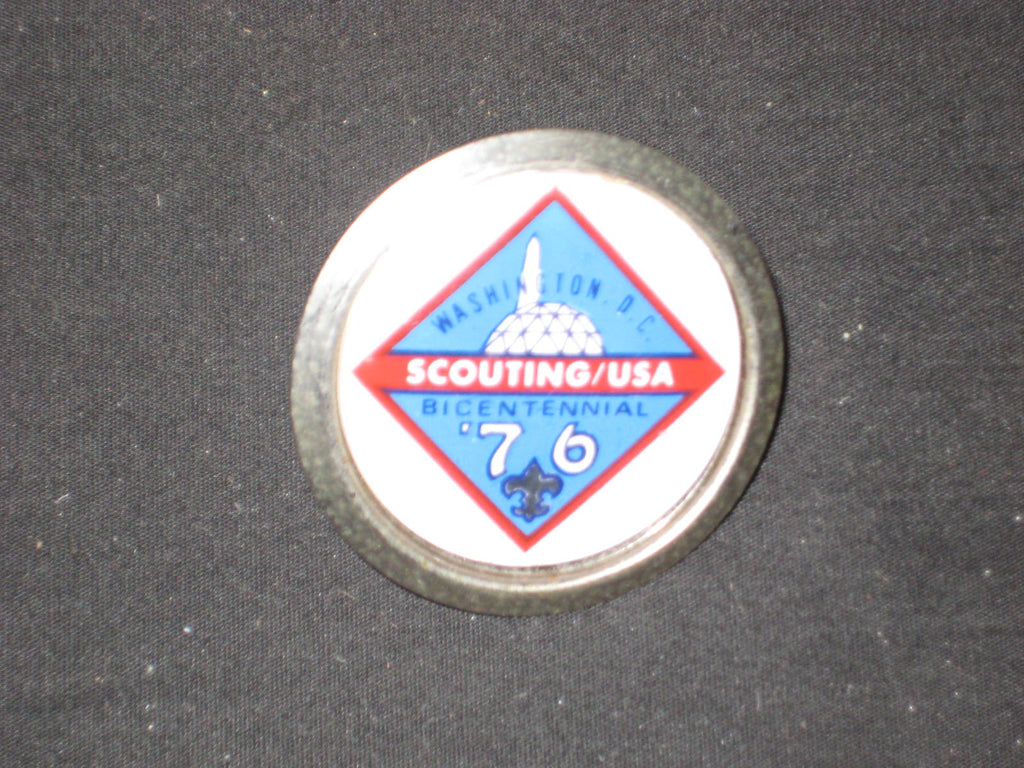 WASHINGTON, D.C.
SCOUTING/USA
BICENTENNIAL
'76